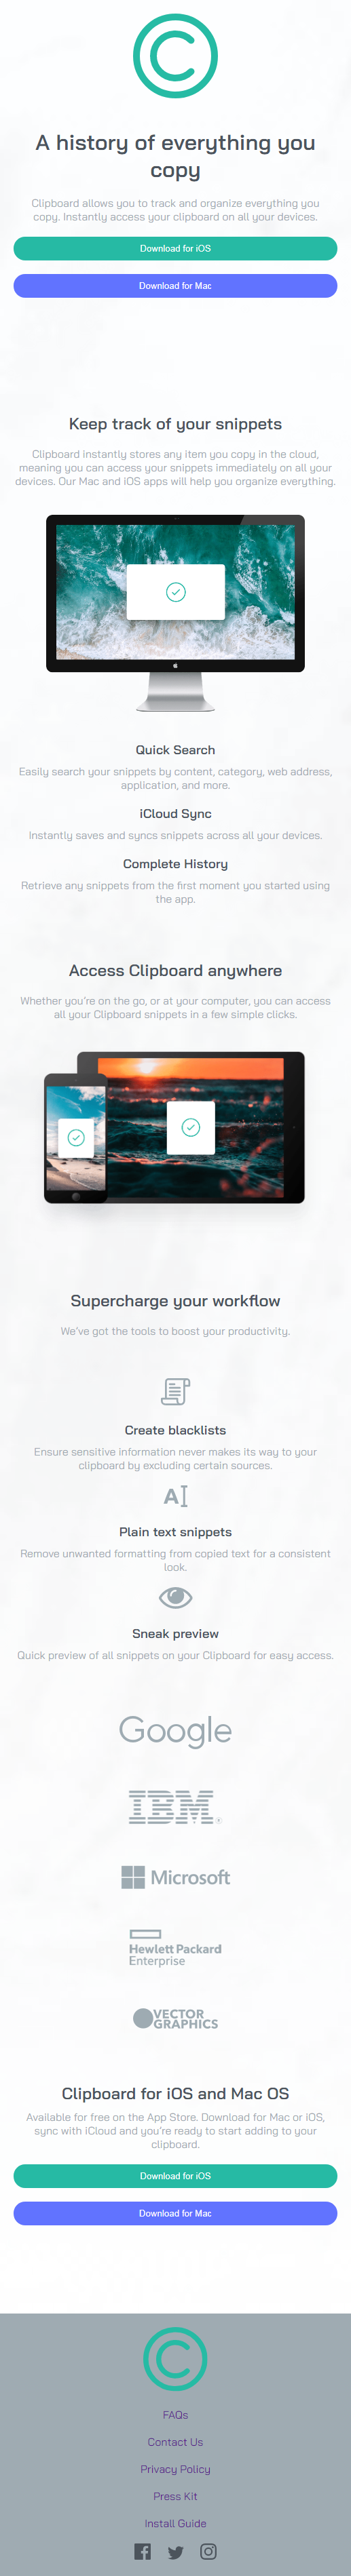 A history of everything you
copy
Clipboard allows you to track and organize everything you
copy. Instantly access your clipboard on all your devices.
Download for iOS
Download for Mac
Keep track of your snippets
Clipboard instantly stores any item you copy in the cloud,
meaning you can access your snippets immediately on all your
devices. Our Mac and iOS apps will help you organize everything.
Quick Search
Easily search your snippets by content, category, web address,
application, and more.
iCloud Sync
Instantly saves and syncs snippets across all your devices.
Complete History
Retrieve any snippets from the first moment you started using
the app.
Access Clipboard anywhere
Whether you're on the go, or at your computer, you can access
all your Clipboard snippets in a few simple clicks.
Supercharge your workflow
We've got the tools to boost your productivity.
Create blacklists
Ensure sensitive information never makes its way to your
clipboard by excluding certain sources.
A
Plain text snippets
Remove unwanted formatting from copied text for a consistent
look.
Sneak preview
Quick preview of all snippets on your Clipboard for easy access.
Google
IBM
Microsoft
Hewlett Packard
Enterprise
VECTOR
GRAPHICS
Clipboard for iOS and Mac OS
Available for free on the App Store. Download for Mac or iOS,
sync with iCloud and you're ready to start adding to your
clipboard.
Download for iOS
Download for Mac
FAQs
Contact Us
Privacy Policy
Press Kit
Install Guide